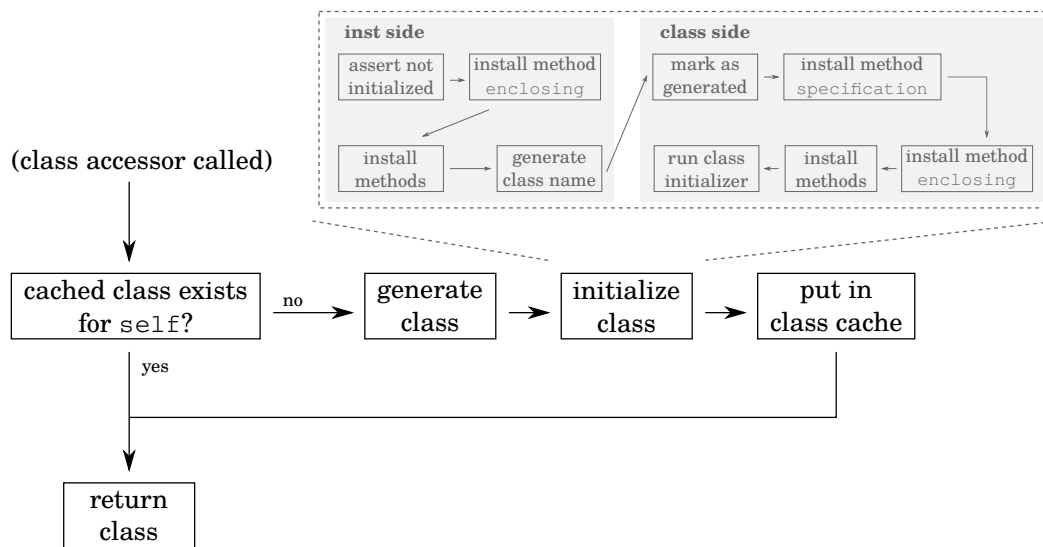 inst side
assert not
initialized
install method
enclosing
install
methods
generate
class name
class side
mark as
generated
install method
specification
run class
initializer
install
methods
install method
enclosing
(class accessor called)
cached class exists
for self?
no
generate
class
initialize
class
put in
class cache
yes
return
class